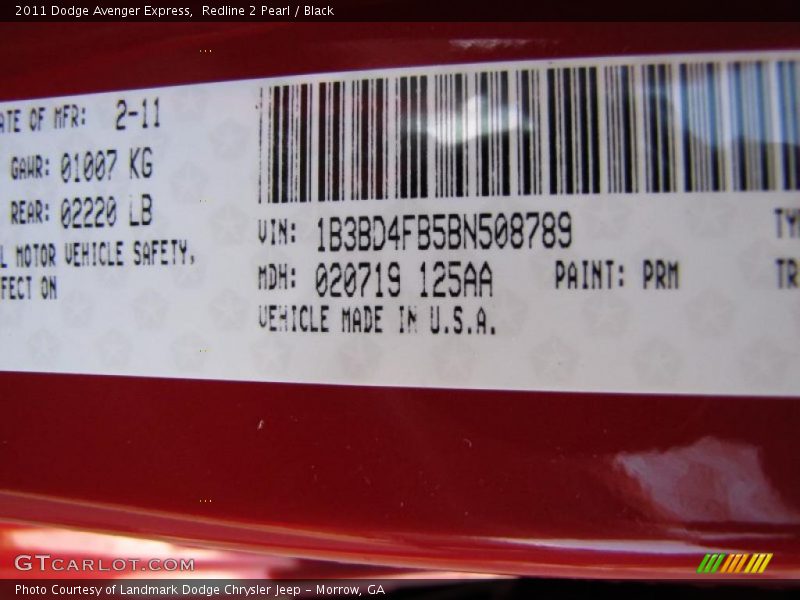 2011 Dodge Avenger Express,  Redline 2 Pearl / Black
ATE OF MFR: 2-11
GAWR: 01007 KG
REAR: 02220 LB
L MOTOR VEHICLE SAFETY,
FECT ON
VIN: 1B3BD4FB5BN508789
MDH: 020719 125AA
PAINT: PRM
VEHICLE MADE IN U.S.A.
TY
TR
GTCARLOT.COM
Photo Courtesy of Landmark Dodge Chrysler Jeep – Morrow, GA